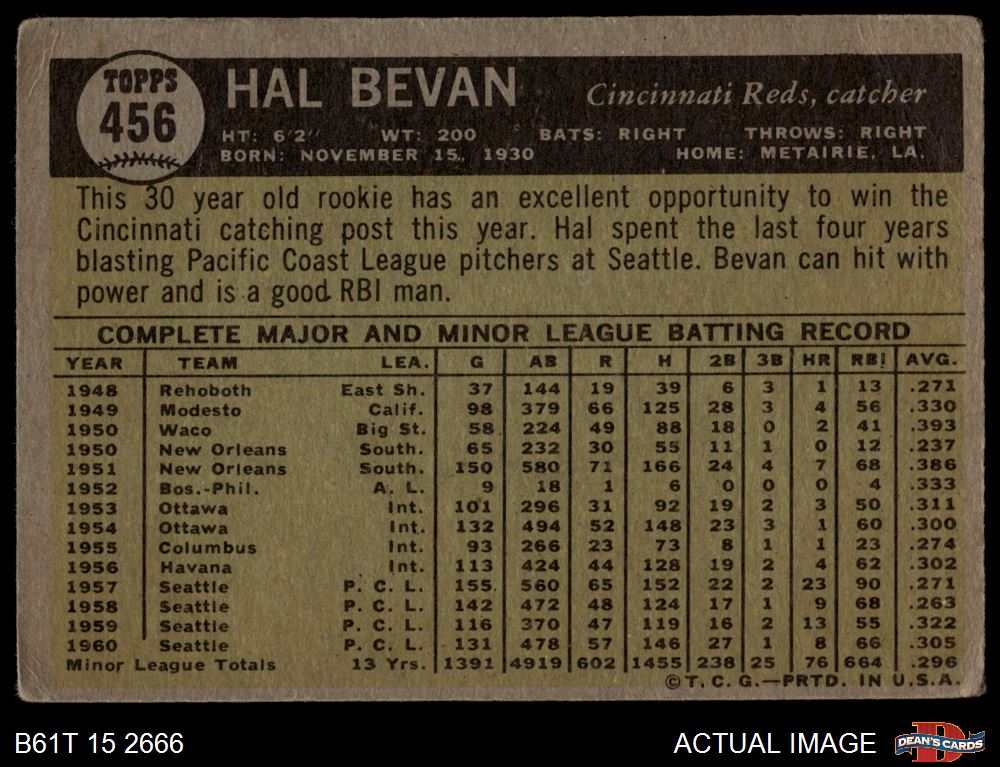 TOPPS
456
HAL BEVAN
Cincinnati Reds, catcher
HT: 6'2" WT: 200 BATS: RIGHT THROWS: RIGHT
BORN: NOVEMBER 15, 1930 HOME: METAIRIE, LA.
This 30 year old rookie has an excellent opportunity to win the
Cincinnati catching post this year. Hal spent the last four years
blasting Pacific Coast League pitchers at Seattle. Bevan can hit with
power and is a good RBI man.
COMPLETE MAJOR AND MINOR LEAGUE BATTING RECORD
YEAR TEAM LEA. G AB R H 2B 3B HR RBI AVG.
1948 Rehoboth East Sh. 37 144 19 39 6 3 1 13 .271
1949 Modesto Calif. 98 379 66 125 28 3 4 56 .330
1950 Waco Big St. 58 224 49 88 18 0 2 41 .393
1950 New Orleans South. 65 232 30 55 11 1 0 12 .237
1951 New Orleans South. 150 580 71 166 24 4 7 68 .386
1952 Bos.-Phil. A. L. 9 18 1 6 0 0 0 4 .333
1953 Ottawa Int. 101 296 31 92 19 2 3 50 .311
1954 Ottawa Int. 132 494 52 148 23 3 1 60 .300
1955 Columbus Int. 93 266 23 73 8 1 1 23 .274
1956 Havana Int. 113 424 44 128 19 2 4 62 .302
1957 Seattle P. C. L. 155 560 65 152 22 2 23 90 .271
1958 Seattle P. C. L. 142 472 48 124 17 1 9 68 .263
1959 Seattle P. C. L. 116 370 47 119 16 2 13 55 .322
1960 Seattle P. C. L. 131 478 57 146 27 1 8 66 .305
Minor League Totals 13 Yrs. 1391 4919 602 1455 238 25 76 664 .296
©T. C. G.—PRTD. IN U.S.A.
B61T 15 2666
ACTUAL IMAGE
D
DEAN'S CARDS